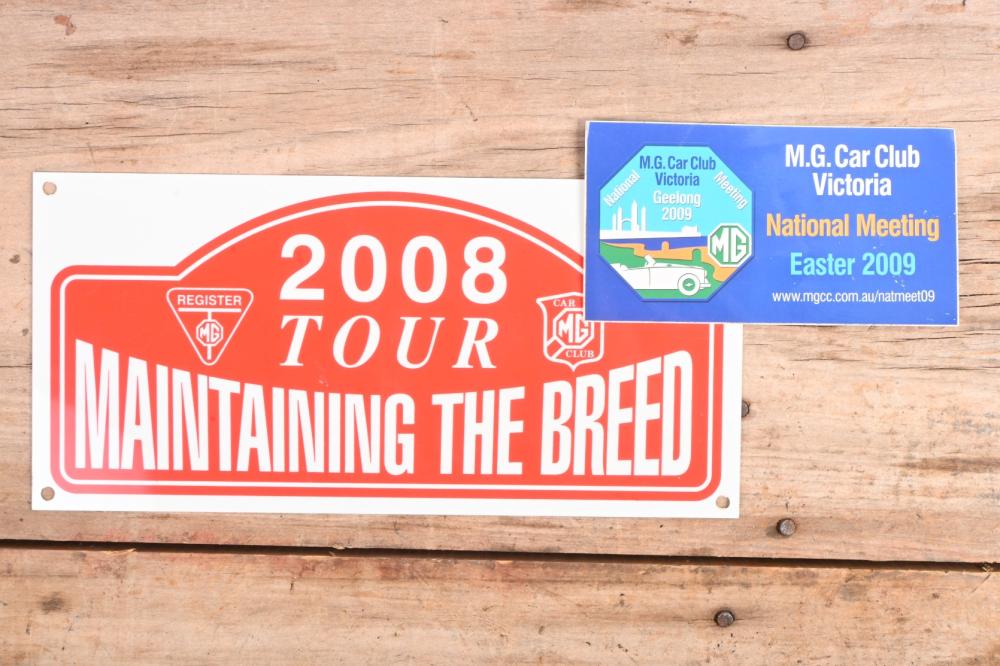 2008
TOUR
REGISTER
MG
CAR
MG
CLUB
MAINTAINING THE BREED
M.G. Car Club
Victoria
National Meeting
Geelong
2009
MG
M.G. Car Club
Victoria
National Meeting
Easter 2009
www.mgcc.com.au/natmeet09